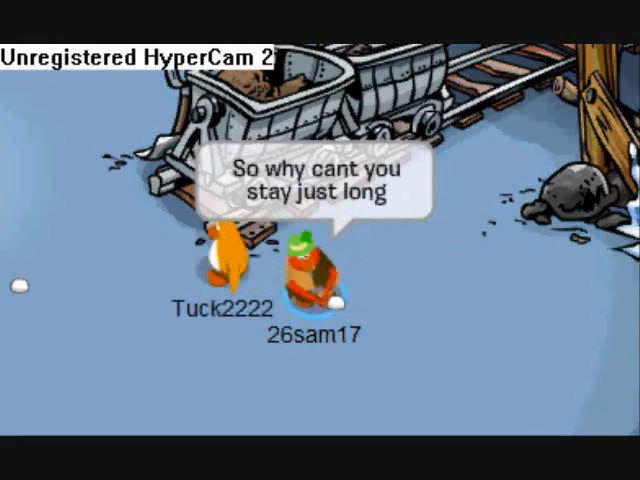 Unregistered HyperCam 2
So why cant you
stay just long
Tuck2222
26sam17